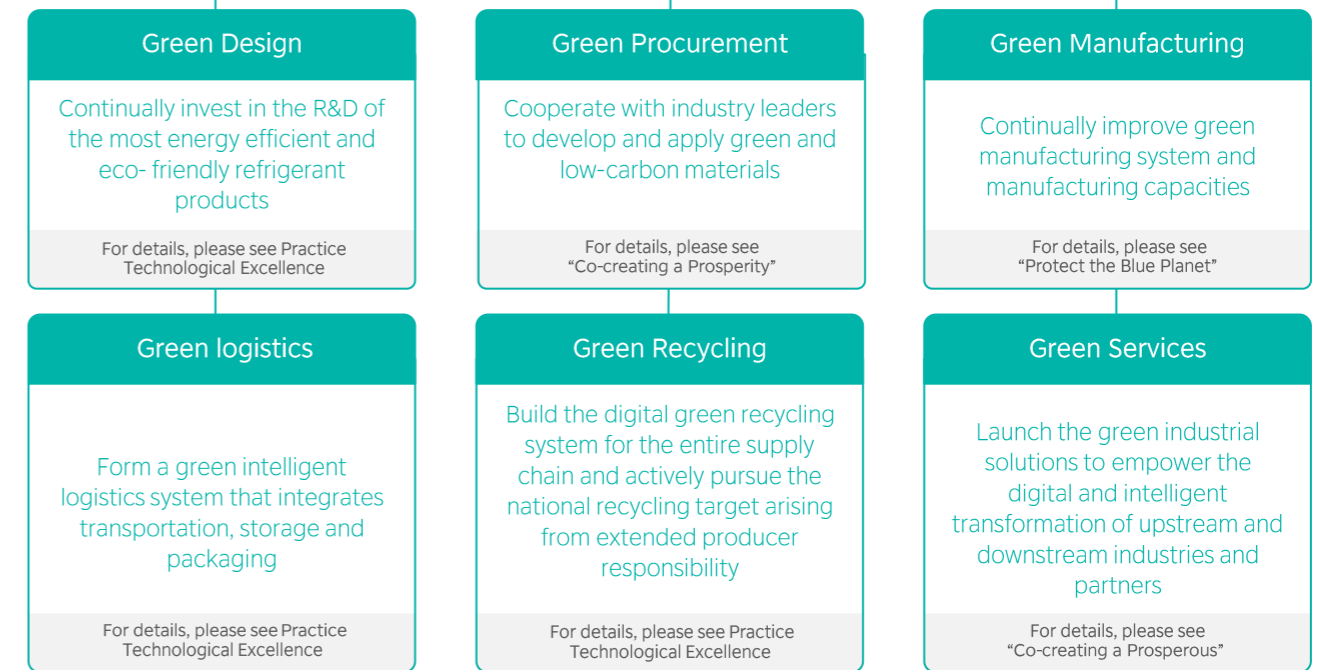 Green Design
Continually invest in the R&D of
the most energy efficient and
eco- friendly refrigerant
products
For details, please see Practice
Technological Excellence
Green Procurement
Cooperate with industry leaders
to develop and apply green and
low-carbon materials
For details, please see
“Co-creating a Prosperity”
Green Manufacturing
Continually improve green
manufacturing system and
manufacturing capacities
For details, please see
“Protect the Blue Planet”
Green logistics
Form a green intelligent
logistics system that integrates
transportation, storage and
packaging
For details, please see Practice
Technological Excellence
Green Recycling
Build the digital green recycling
system for the entire supply
chain and actively pursue the
national recycling target arising
from extended producer
responsibility
For details, please see Practice
Technological Excellence
Green Services
Launch the green industrial
solutions to empower the
digital and intelligent
transformation of upstream and
downstream industries and
partners
For details, please see
“Co-creating a Prosperous”